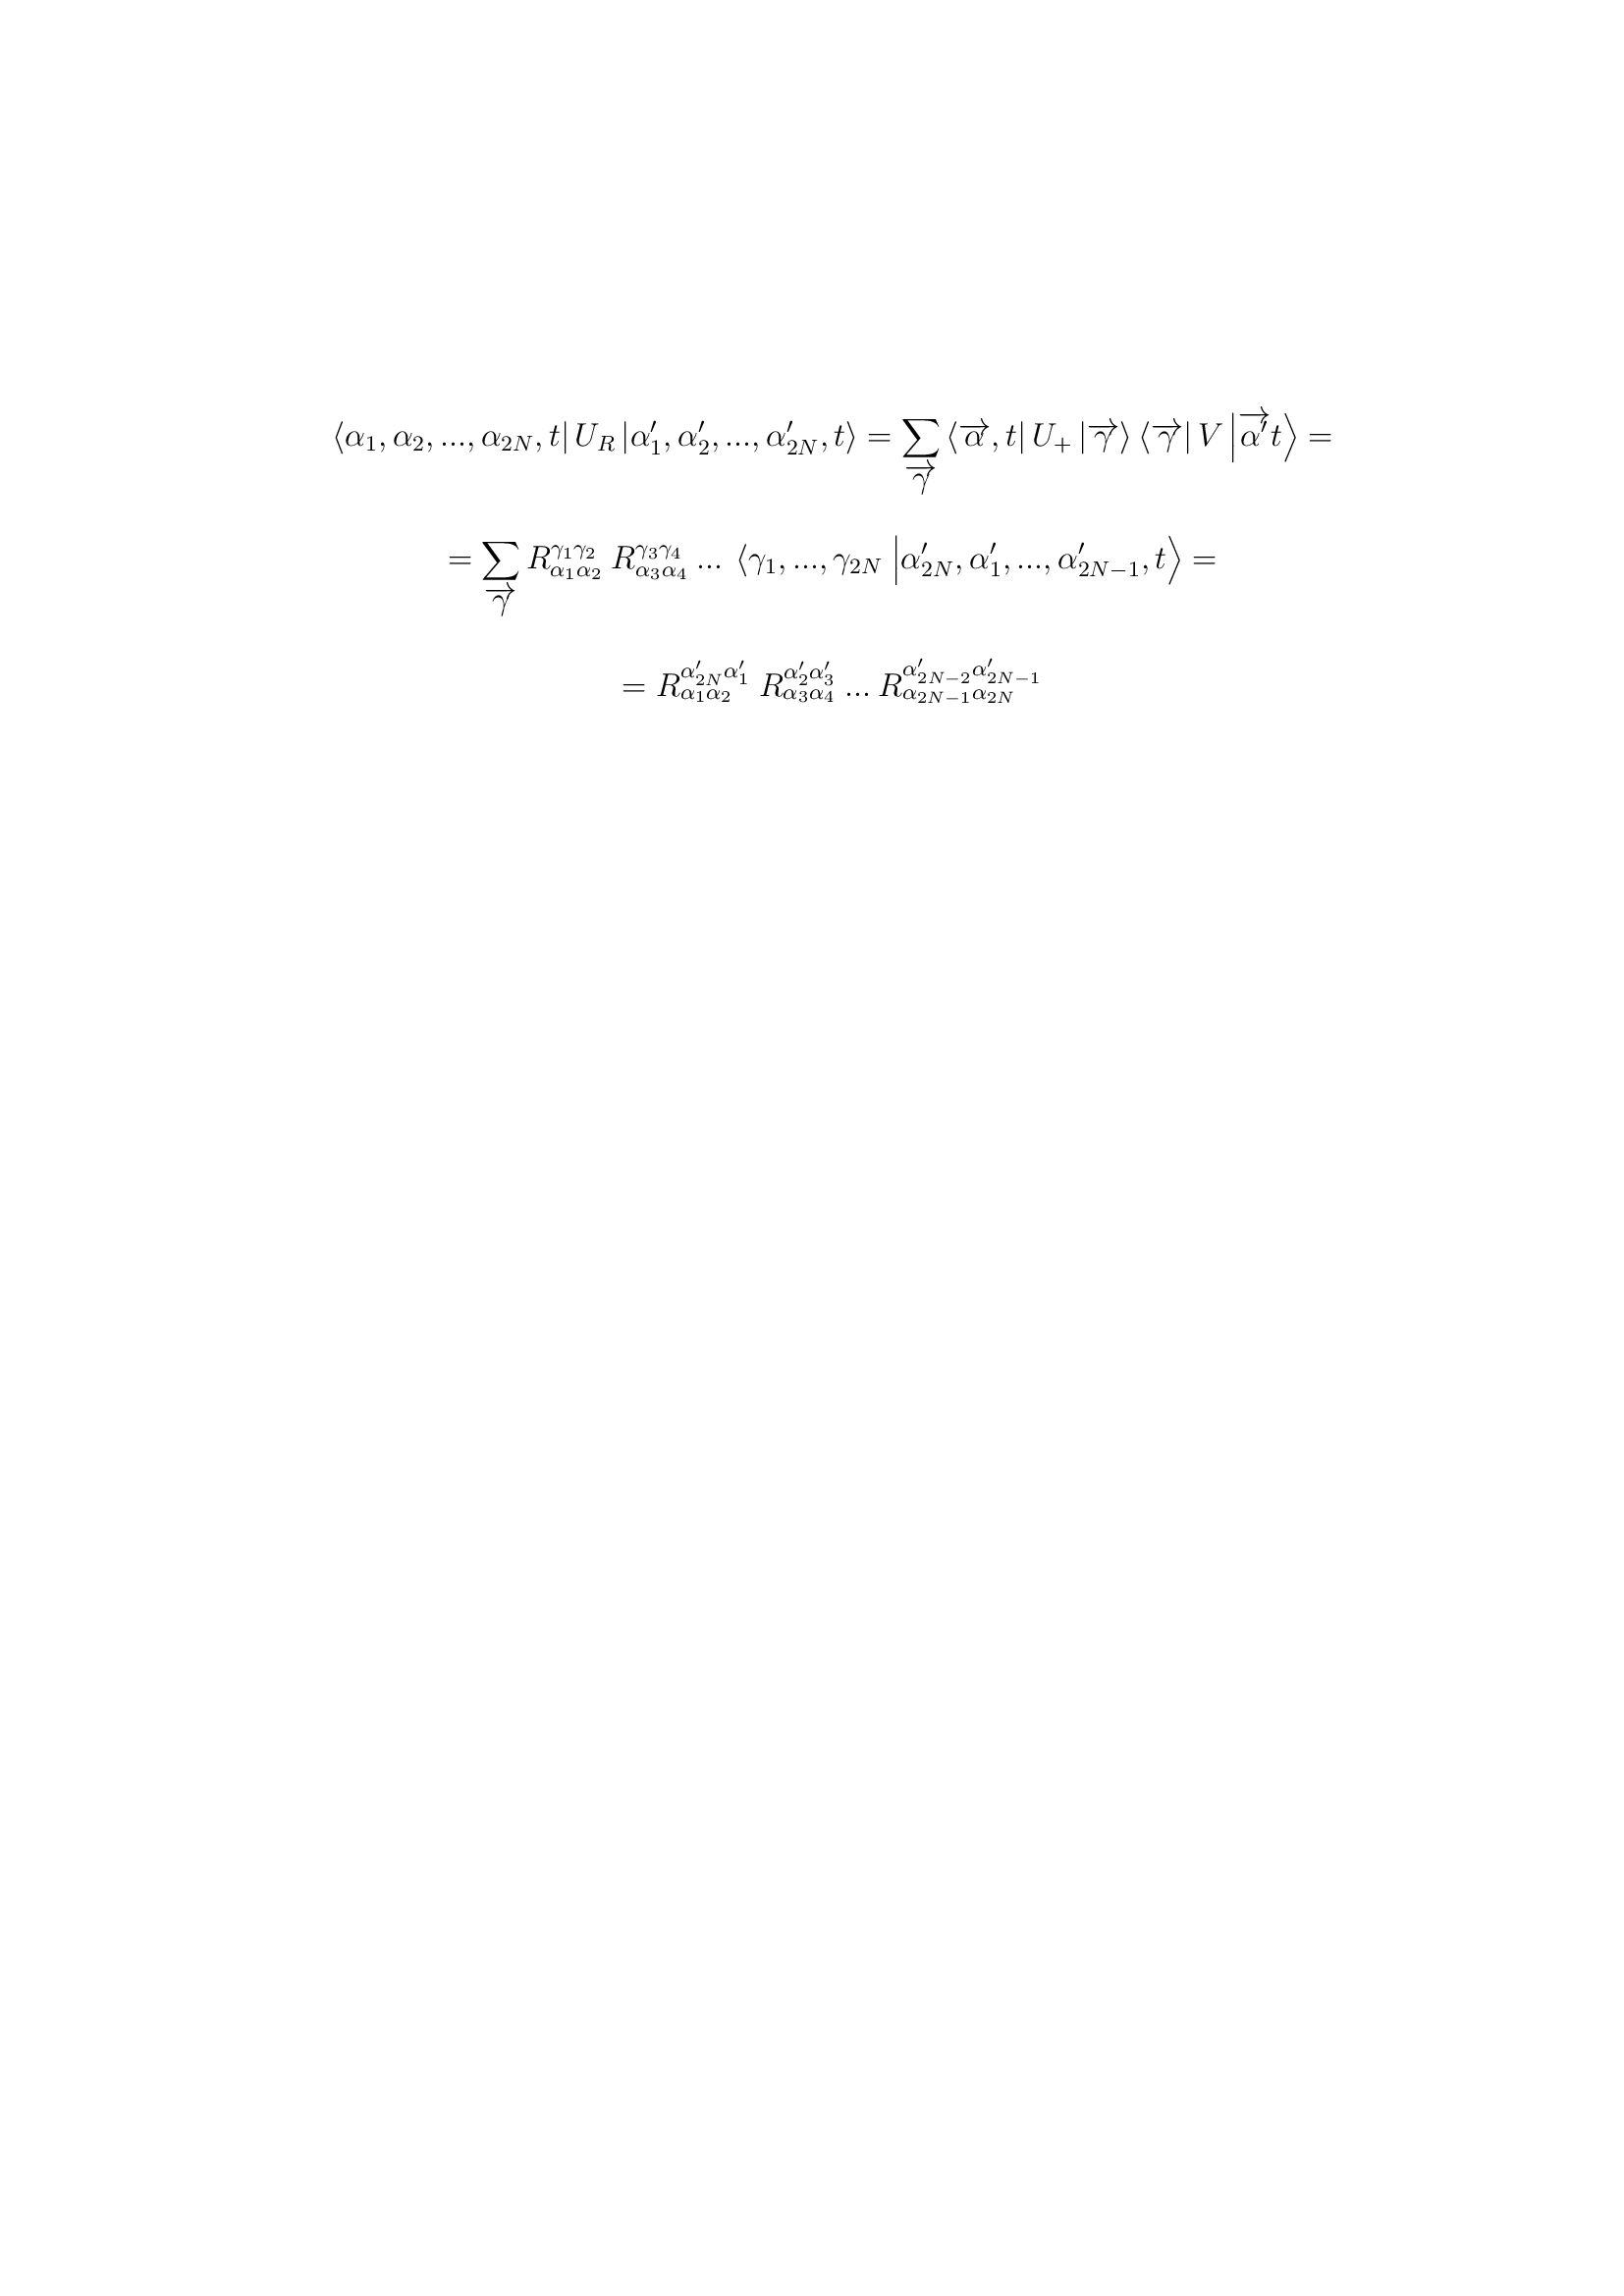 $\langle \alpha_1, \alpha_2, ..., \alpha_{2N}, t | U_R | \alpha'_1, \alpha'_2, ..., \alpha'_{2N}, t \rangle = \sum_{\overrightarrow{\gamma}} \langle \overrightarrow{\alpha}, t | U_+ | \overrightarrow{\gamma} \rangle \langle \overrightarrow{\gamma} | V \left| \overrightarrow{\alpha'} t \right\rangle =$
$= \sum_{\overrightarrow{\gamma}} R^{\gamma_1 \gamma_2}_{\alpha_1 \alpha_2} \, R^{\gamma_3 \gamma_4}_{\alpha_3 \alpha_4} \, ... \, \langle \gamma_1, ..., \gamma_{2N} \left| \alpha'_{2N}, \alpha'_1, ..., \alpha'_{2N-1}, t \right\rangle =$
$= R^{\alpha'_{2N} \alpha'_1}_{\alpha_1 \alpha_2} \, R^{\alpha'_2 \alpha'_3}_{\alpha_3 \alpha_4} \, ... \, R^{\alpha'_{2N-2} \alpha'_{2N-1}}_{\alpha_{2N-1} \alpha_{2N}}$